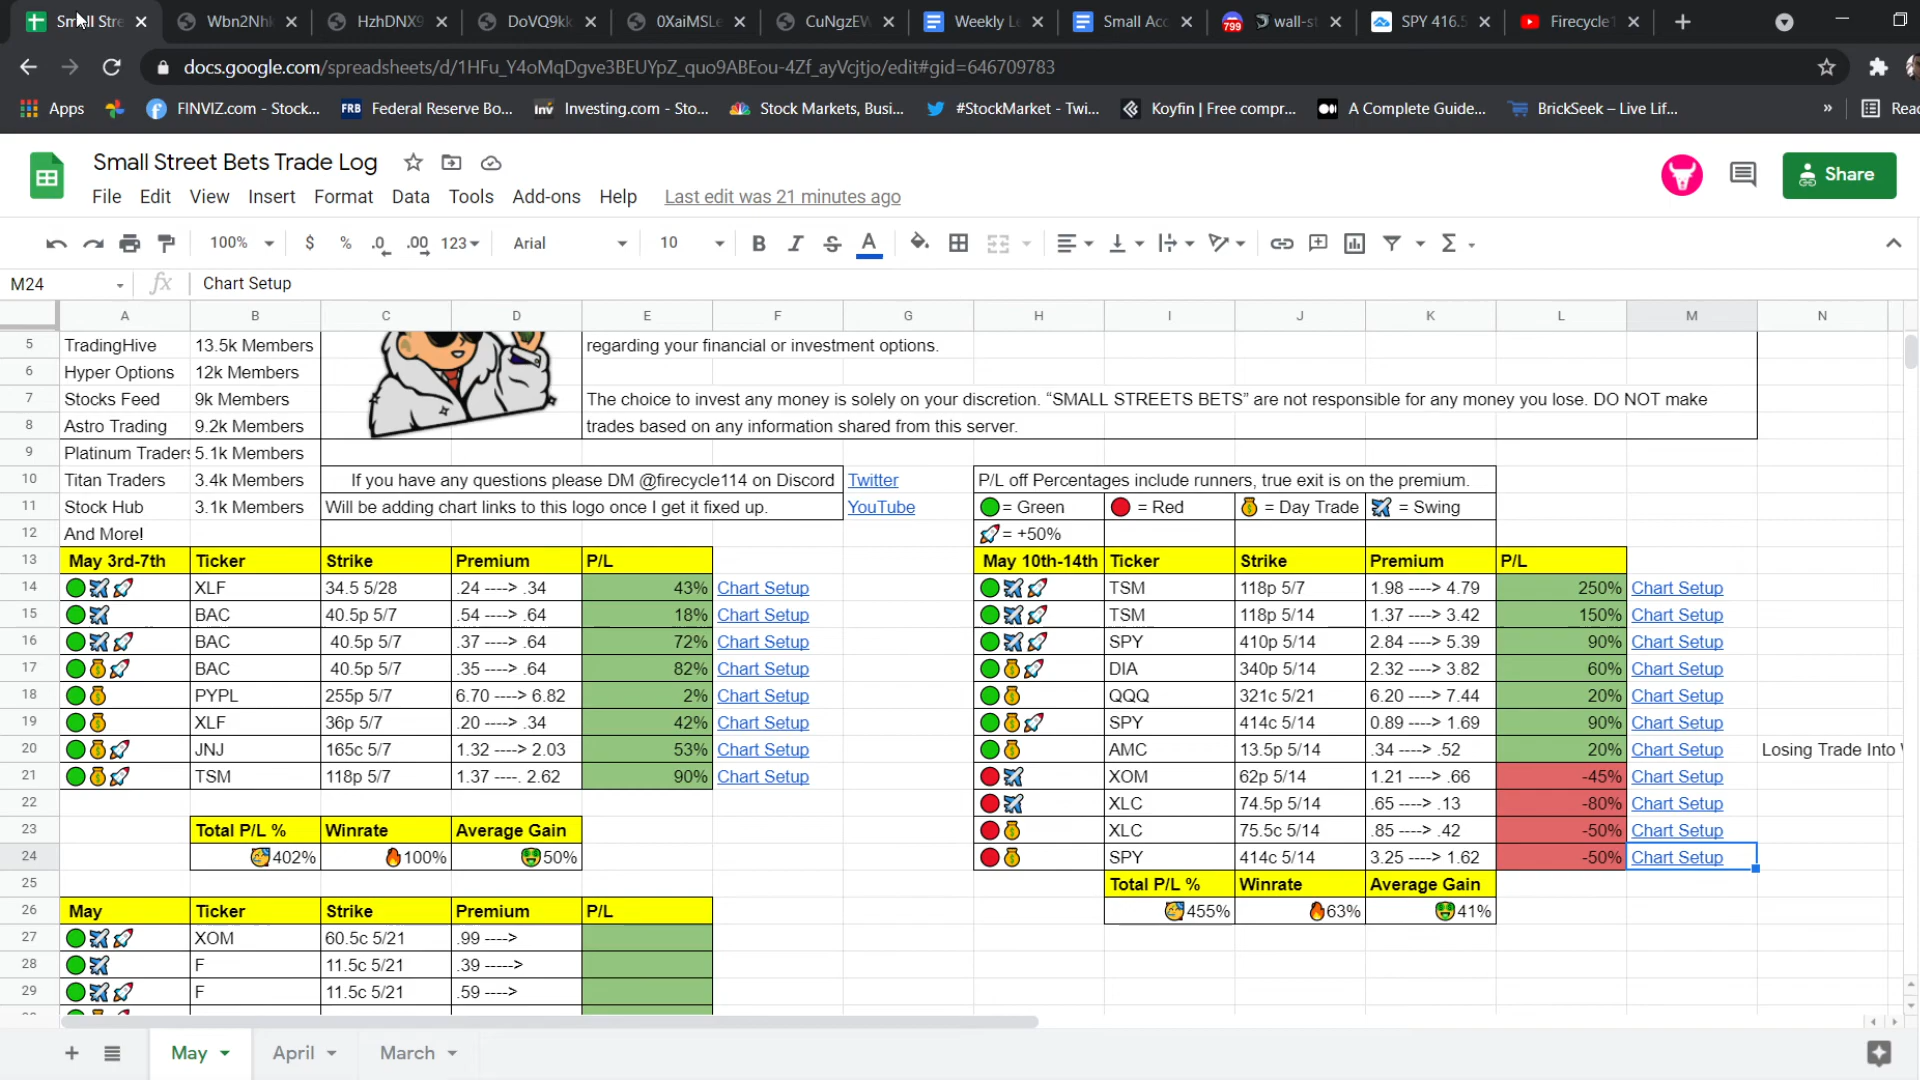 Small Stre
Wbn2Nhl
HzhDNX9
DoVQ9kk
0XaiMSLe
CuNgzEW
Weekly Lo
Small Acc
799 wall-st
SPY 416.5
Firecycle1
docs.google.com/spreadsheets/d/1HFu_Y4oMqDgve3BEUYpZ_quo9ABEou-4Zf_ayVcjtjo/edit#gid=646709783
Apps
FINVIZ.com - Stock...
FRB Federal Reserve Bo...
inv Investing.com - Sto...
Stock Markets, Busi...
#StockMarket - Twi...
Koyfin | Free compr...
A Complete Guide...
BrickSeek – Live Lif...
»
Reac
Small Street Bets Trade Log
Share
File Edit View Insert Format Data Tools Add-ons Help Last edit was 21 minutes ago
100% $ % .0 .00 123 Arial 10 B I S A Σ
M24 fx Chart Setup
A B C D E F G H I J K L M N
5 TradingHive 13.5k Members regarding your financial or investment options.
6 Hyper Options 12k Members
7 Stocks Feed 9k Members The choice to invest any money is solely on your discretion. “SMALL STREETS BETS” are not responsible for any money you lose. DO NOT make
8 Astro Trading 9.2k Members trades based on any information shared from this server.
9 Platinum Traders 5.1k Members
10 Titan Traders 3.4k Members If you have any questions please DM @firecycle114 on Discord Twitter P/L off Percentages include runners, true exit is on the premium.
11 Stock Hub 3.1k Members Will be adding chart links to this logo once I get it fixed up. YouTube = Green = Red = Day Trade = Swing
12 And More! = +50%
13 May 3rd-7th Ticker Strike Premium P/L May 10th-14th Ticker Strike Premium P/L
14 XLF 34.5 5/28 .24 ----> .34 43% Chart Setup TSM 118p 5/7 1.98 ----> 4.79 250% Chart Setup
15 BAC 40.5p 5/7 .54 ----> .64 18% Chart Setup TSM 118p 5/14 1.37 ----> 3.42 150% Chart Setup
16 BAC 40.5p 5/7 .37 ----> .64 72% Chart Setup SPY 410p 5/14 2.84 ----> 5.39 90% Chart Setup
17 BAC 40.5p 5/7 .35 ----> .64 82% Chart Setup DIA 340p 5/14 2.32 ----> 3.82 60% Chart Setup
18 PYPL 255p 5/7 6.70 ----> 6.82 2% Chart Setup QQQ 321c 5/21 6.20 ----> 7.44 20% Chart Setup
19 XLF 36p 5/7 .20 ----> .34 42% Chart Setup SPY 414c 5/14 0.89 ----> 1.69 90% Chart Setup
20 JNJ 165c 5/7 1.32 ----> 2.03 53% Chart Setup AMC 13.5p 5/14 .34 ----> .52 20% Chart Setup Losing Trade Into
21 TSM 118p 5/7 1.37 ----. 2.62 90% Chart Setup XOM 62p 5/14 1.21 ----> .66 -45% Chart Setup
22 XLC 74.5p 5/14 .65 ----> .13 -80% Chart Setup
23 Total P/L % Winrate Average Gain XLC 75.5c 5/14 .85 ----> .42 -50% Chart Setup
24 402% 100% 50% SPY 414c 5/14 3.25 ----> 1.62 -50% Chart Setup
25 Total P/L % Winrate Average Gain
26 May Ticker Strike Premium P/L 455% 63% 41%
27 XOM 60.5c 5/21 .99 ---->
28 F 11.5c 5/21 .39 ----->
29 F 11.5c 5/21 .59 ---->
May April March